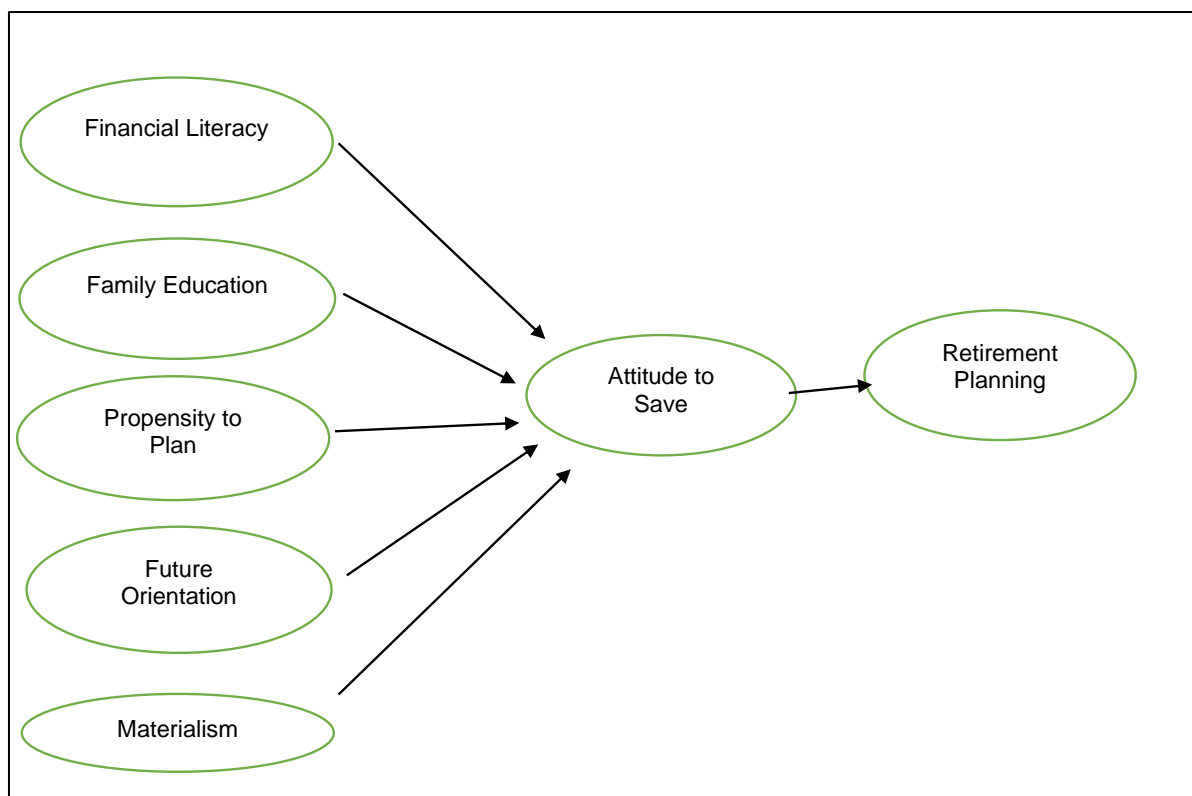 Financial Literacy
Family Education
Propensity to
Plan
Future
Orientation
Materialism
Attitude to
Save
Retirement
Planning